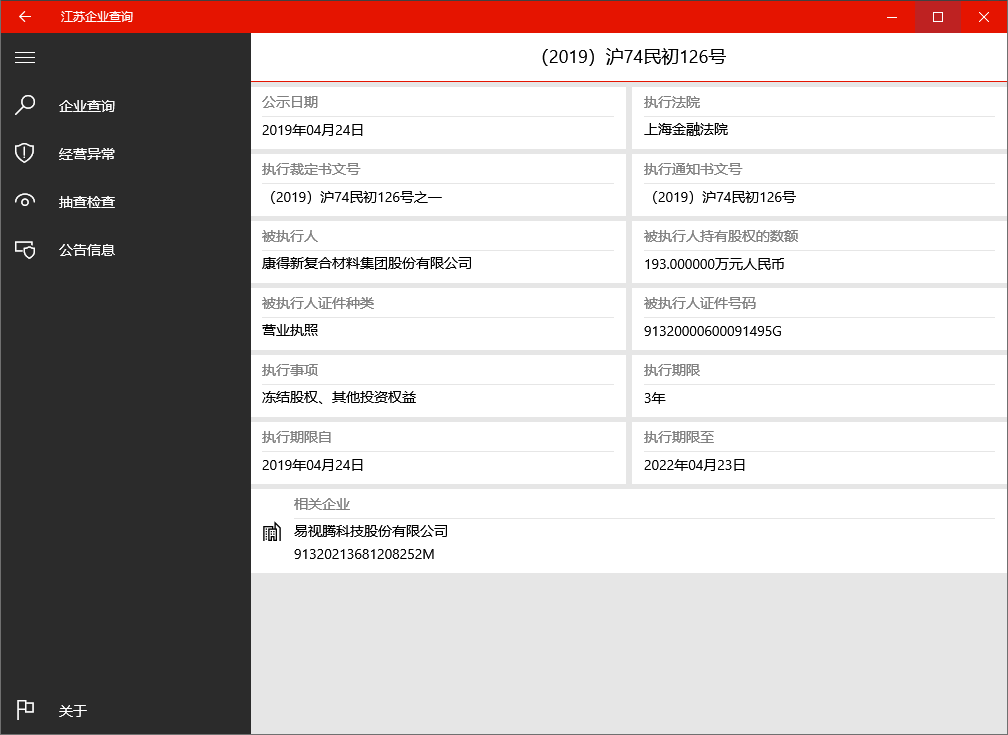 江苏企业查询
企业查询
经营异常
抽查检查
公告信息
关于
（2019）沪74民初126号
公示日期
2019年04月24日
执行法院
上海金融法院
执行裁定书文号
（2019）沪74民初126号之一
执行通知书文号
（2019）沪74民初126号
被执行人
康得新复合材料集团股份有限公司
被执行人持有股权的数额
193.000000万元人民币
被执行人证件种类
营业执照
被执行人证件号码
91320000600091495G
执行事项
冻结股权、其他投资权益
执行期限
3年
执行期限自
2019年04月24日
执行期限至
2022年04月23日
相关企业
易视腾科技股份有限公司
91320213681208252M